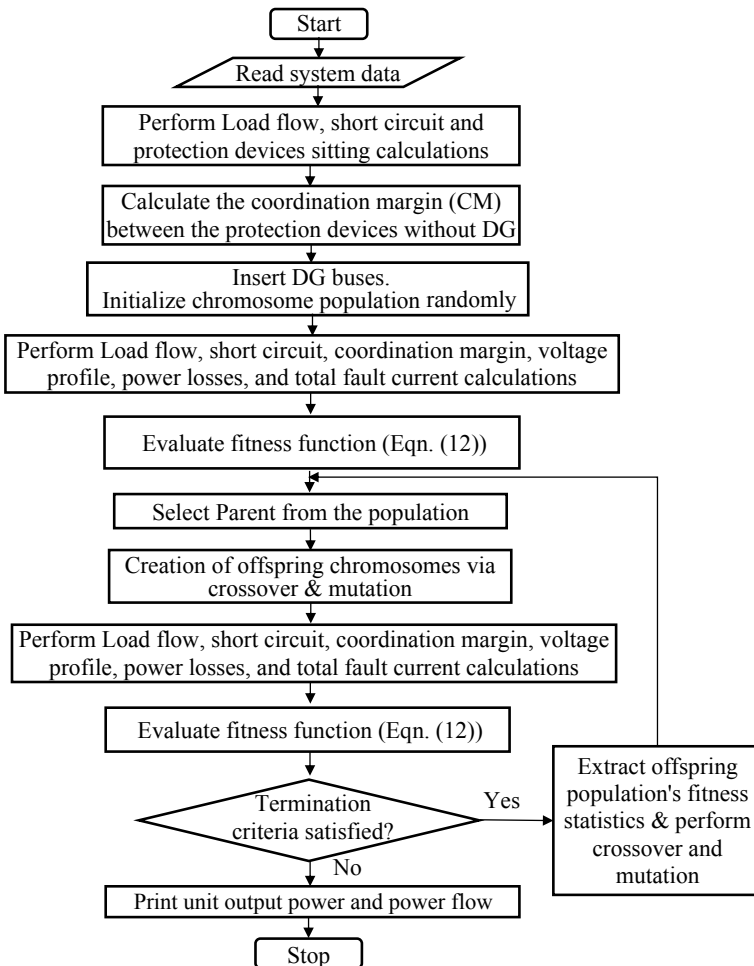 Start
Read system data
Perform Load flow, short circuit and
protection devices sitting calculations
Calculate the coordination margin (CM)
between the protection devices without DG
Insert DG buses.
Initialize chromosome population randomly
Perform Load flow, short circuit, coordination margin, voltage
profile, power losses, and total fault current calculations
Evaluate fitness function (Eqn. (12))
Select Parent from the population
Creation of offspring chromosomes via
crossover & mutation
Perform Load flow, short circuit, coordination margin, voltage
profile, power losses, and total fault current calculations
Evaluate fitness function (Eqn. (12))
Termination
criteria satisfied?
Yes
Extract offspring
population's fitness
statistics & perform
crossover and
mutation
No
Print unit output power and power flow
Stop